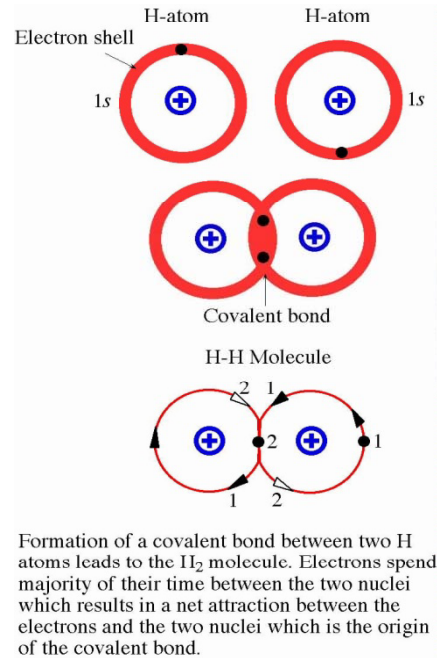 H-atom H-atom
Electron shell
1s 1s
Covalent bond
H-H Molecule
2 1
2 1
1 2
Formation of a covalent bond between two H
atoms leads to the H2 molecule. Electrons spend
majority of their time between the two nuclei
which results in a net attraction between the
electrons and the two nuclei which is the origin
of the covalent bond.